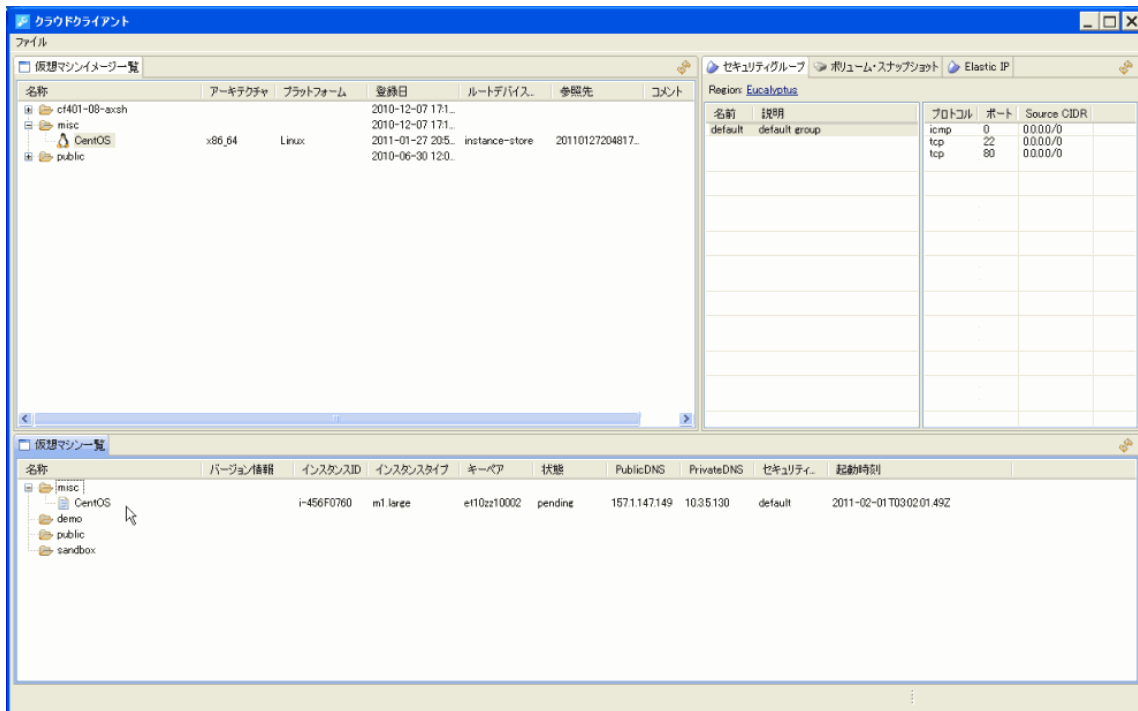 クラウドクライアント
ファイル
仮想マシンイメージ一覧
名称 アーキテクチャ プラットフォーム 登録日 ルートデバイス... 参照先 コメント
cf401-08-axsh 2010-12-07 17:1...
misc 2010-12-07 17:1...
CentOS x86_64 Linux 2011-01-27 20:5... instance-store 20110127204817...
public 2010-06-30 12:0...
セキュリティグループ ボリューム・スナップショット Elastic IP
Region: Eucalyptus
名前 説明
default default group
プロトコル ポート Source CIDR
icmp 0 0.0.0.0/0
tcp 22 0.0.0.0/0
tcp 80 0.0.0.0/0
仮想マシン一覧
名称 バージョン情報 インスタンスID インスタンスタイプ キーペア 状態 PublicDNS PrivateDNS セキュリティ... 起動時刻
misc
CentOS i-456F0760 m1.large et10zz10002 pending 157.1.147.149 10.3.5.130 default 2011-02-01T03:02:01.49Z
demo
public
sandbox